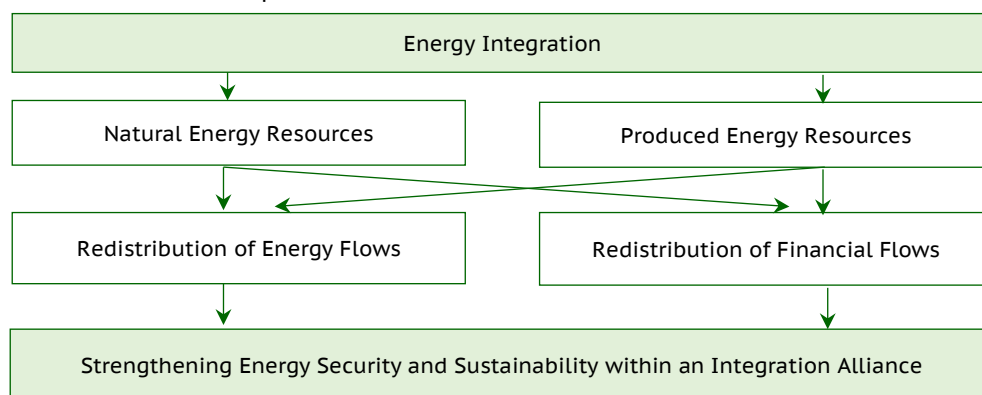 Energy Integration
Natural Energy Resources
Produced Energy Resources
Redistribution of Energy Flows
Redistribution of Financial Flows
Strengthening Energy Security and Sustainability within an Integration Alliance